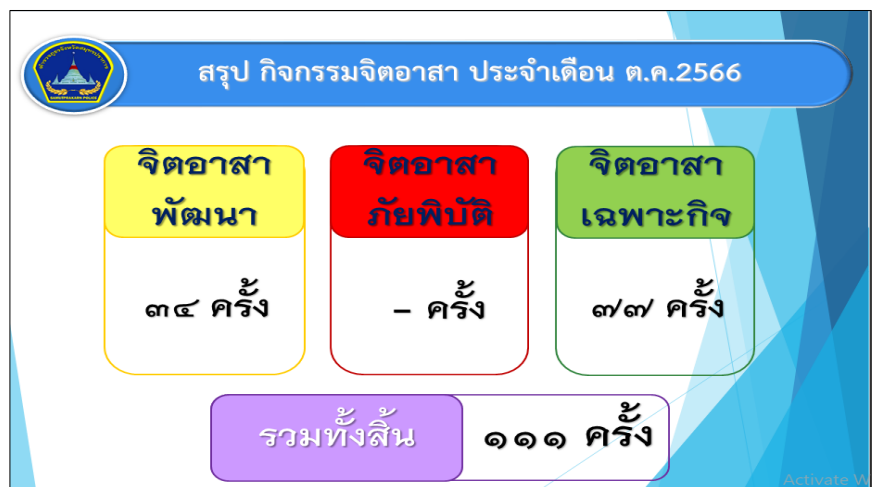 สรุป กิจกรรมจิตอาสา ประจำเดือน ต.ค.2566
จิตอาสา
พัฒนา
๓๔ ครั้ง
จิตอาสา
ภัยพิบัติ
– ครั้ง
จิตอาสา
เฉพาะกิจ
๗๗ ครั้ง
รวมทั้งสิ้น ๑๑๑ ครั้ง
Activate W